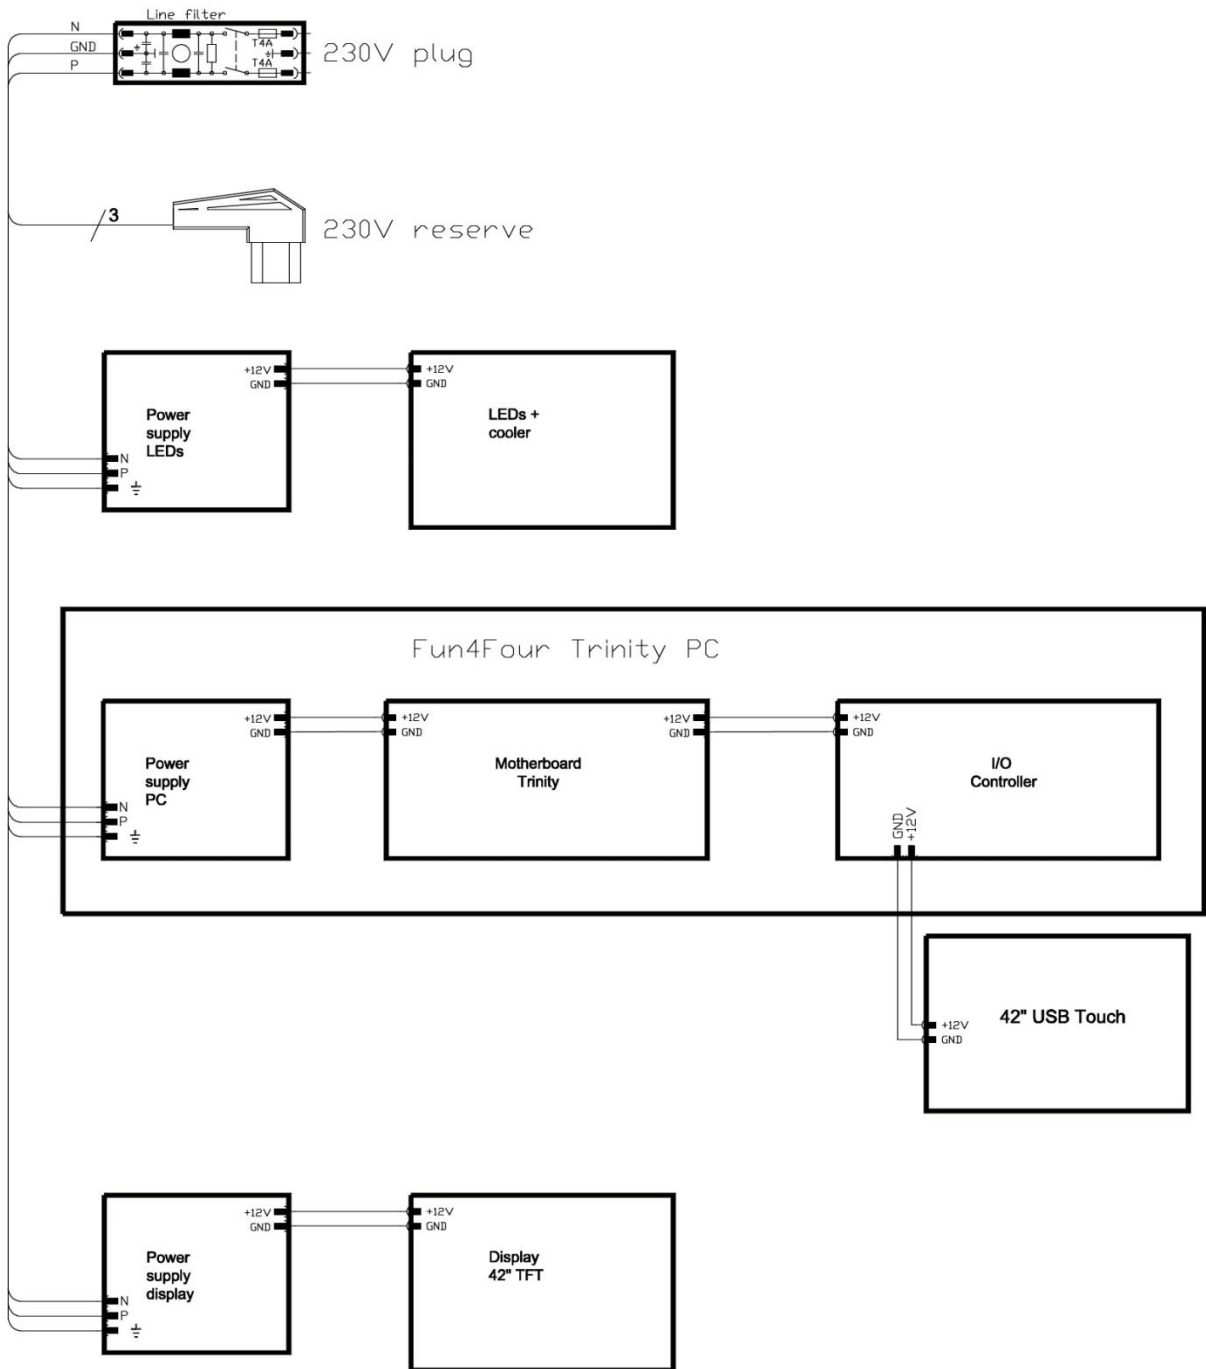 Line filter
N
GND
P
T4A
T4A
230V plug
3
230V reserve
+12V
GND
Power
supply
LEDs
N
P
+12V
GND
LEDs +
cooler
Fun4Four Trinity PC
+12V
GND
Power
supply
PC
N
P
+12V
GND
Motherboard
Trinity
+12V
GND
+12V
GND
I/O
Controller
GND
+12V
42" USB Touch
+12V
GND
+12V
GND
Power
supply
display
N
P
+12V
GND
Display
42" TFT